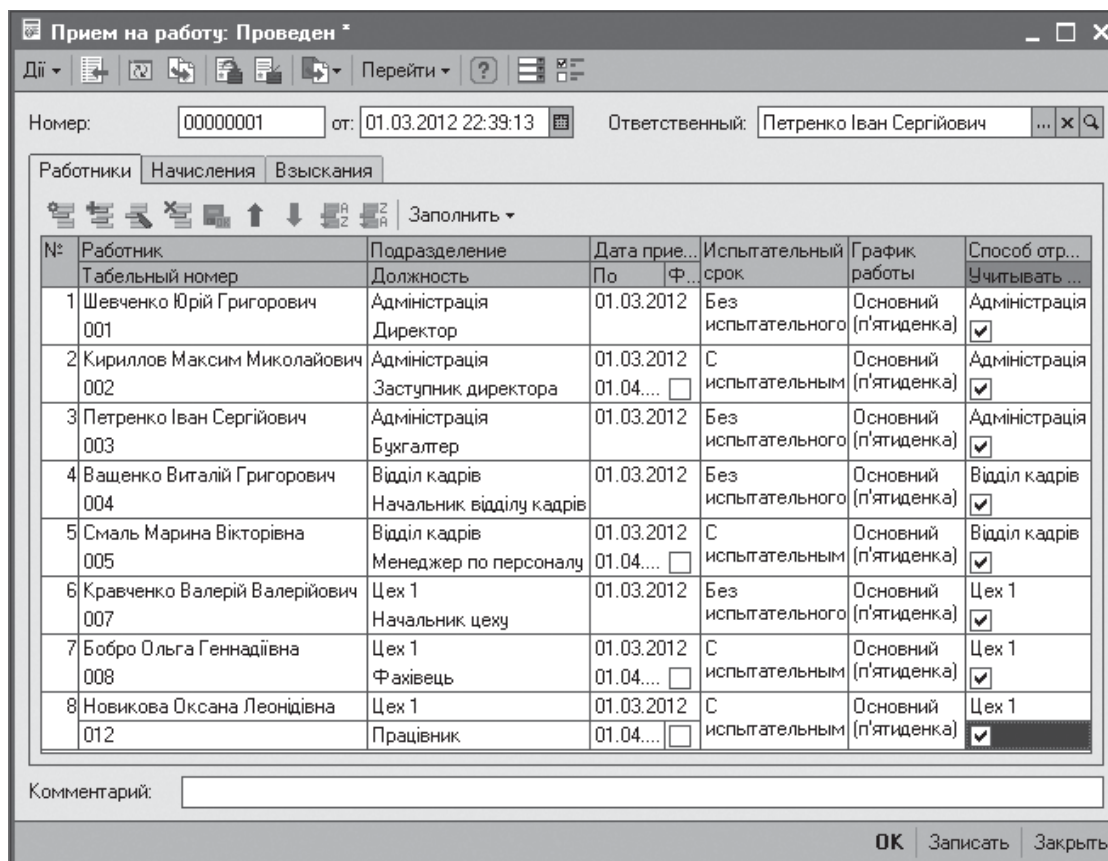 Прием на работу: Проведен *
Дії Перейти
Номер: 00000001 от: 01.03.2012 22:39:13 Ответственный: Петренко Іван Сергійович ...
Работники Начисления Взыскания
Заполнить
№ Работник Подразделение Дата прие... Испытательный срок График работы Способ отр...
Табельный номер Должность По Ф... Учитывать ...
1 Шевченко Юрій Григорович Адміністрація 01.03.2012 Без испытательного Основний (п'ятиденка) Адміністрація
001 Директор
2 Кириллов Максим Миколайович Адміністрація 01.03.2012 С испытательным Основний (п'ятиденка) Адміністрація
002 Заступник директора 01.04....
3 Петренко Іван Сергійович Адміністрація 01.03.2012 Без испытательного Основний (п'ятиденка) Адміністрація
003 Бухгалтер
4 Ващенко Виталій Григорович Відділ кадрів 01.03.2012 Без испытательного Основний (п'ятиденка) Відділ кадрів
004 Начальник відділу кадрів
5 Смаль Марина Вікторівна Відділ кадрів 01.03.2012 С испытательным Основний (п'ятиденка) Відділ кадрів
005 Менеджер по персоналу 01.04....
6 Кравченко Валерій Валерійович Цех 1 01.03.2012 Без испытательного Основний (п'ятиденка) Цех 1
007 Начальник цеху
7 Бобро Ольга Геннадіївна Цех 1 01.03.2012 С испытательным Основний (п'ятиденка) Цех 1
008 Фахівець 01.04....
8 Новикова Оксана Леонідівна Цех 1 01.03.2012 С испытательным Основний (п'ятиденка) Цех 1
012 Працівник 01.04....
Комментарий:
OK Записать Закрыть